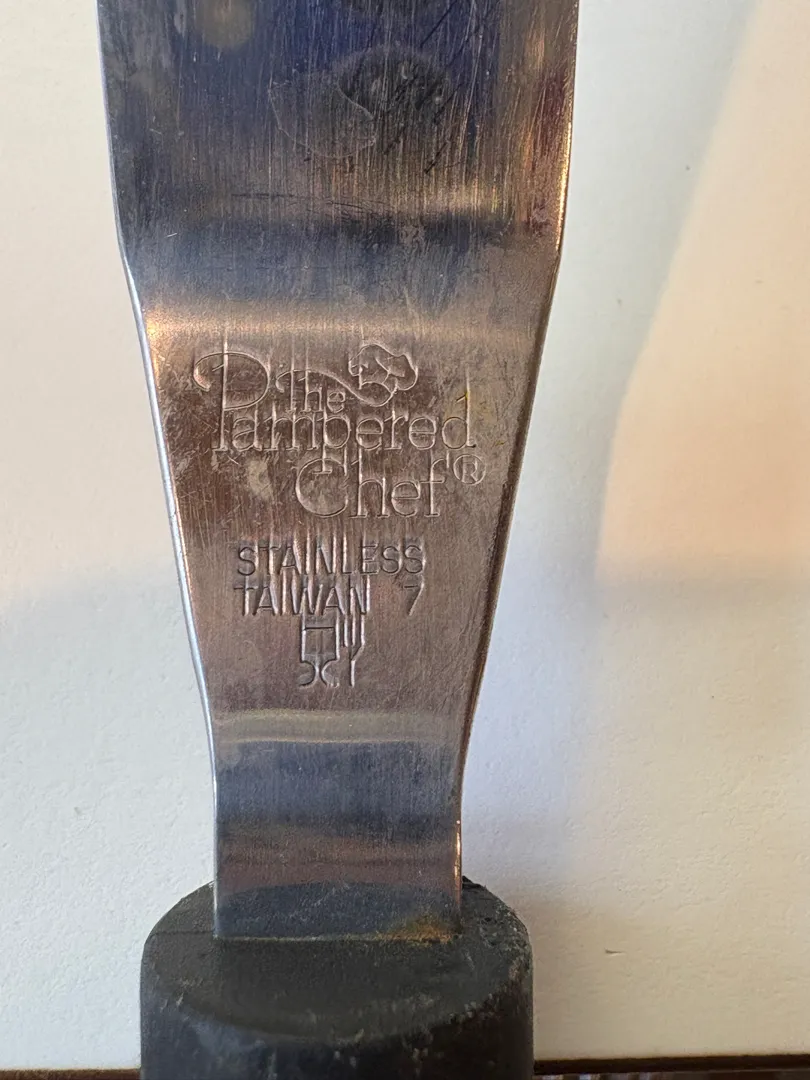 The
Pampered
Chef®
STAINLESS
TAIWAN 7